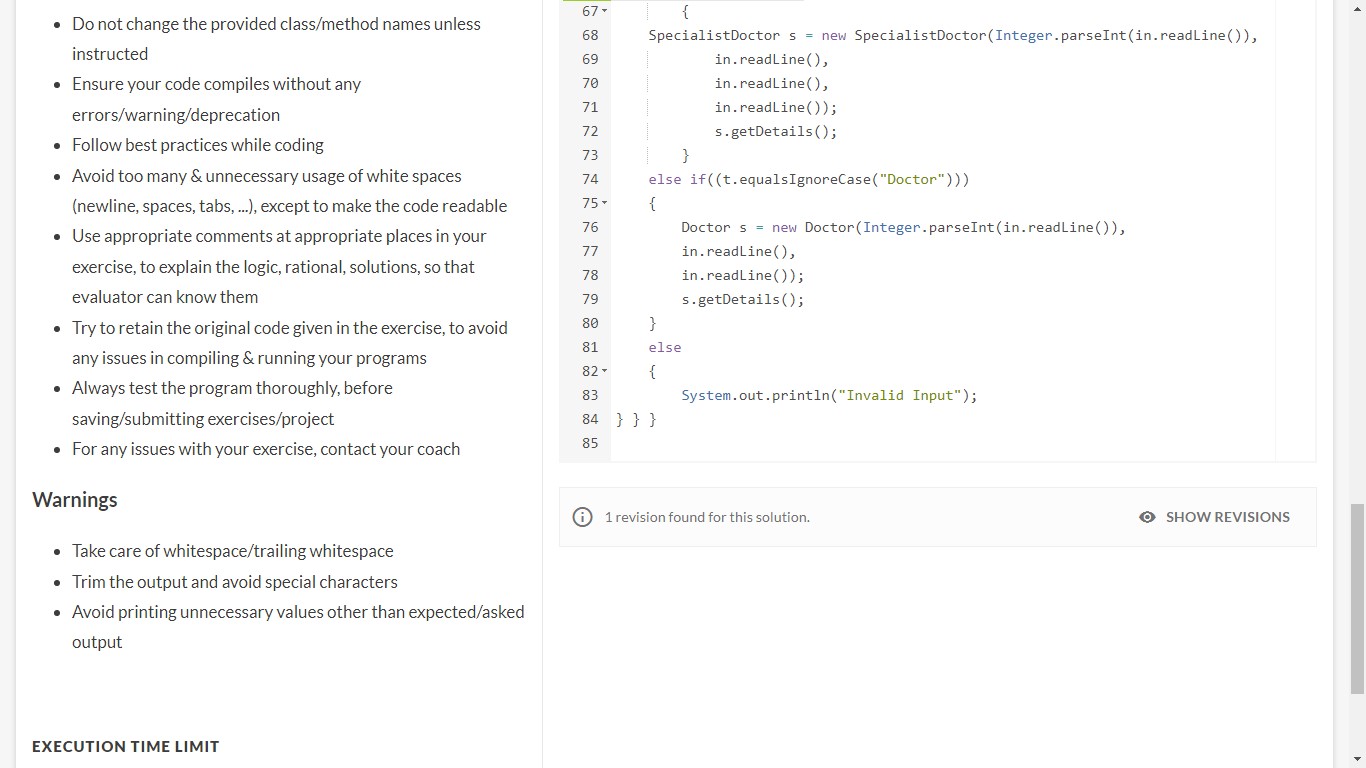 Do not change the provided class/method names unless
instructed
Ensure your code compiles without any
errors/warning/deprecation
Follow best practices while coding
Avoid too many & unnecessary usage of white spaces
(newline, spaces, tabs, ...), except to make the code readable
Use appropriate comments at appropriate places in your
exercise, to explain the logic, rational, solutions, so that
evaluator can know them
Try to retain the original code given in the exercise, to avoid
any issues in compiling & running your programs
Always test the program thoroughly, before
saving/submitting exercises/project
For any issues with your exercise, contact your coach
Warnings
Take care of whitespace/trailing whitespace
Trim the output and avoid special characters
Avoid printing unnecessary values other than expected/asked
output
EXECUTION TIME LIMIT
67 {
68 SpecialistDoctor s = new SpecialistDoctor(Integer.parseInt(in.readLine()),
69 in.readLine(),
70 in.readLine(),
71 in.readLine());
72 s.getDetails();
73 }
74 else if((t.equalsIgnoreCase("Doctor")))
75 {
76 Doctor s = new Doctor(Integer.parseInt(in.readLine()),
77 in.readLine(),
78 in.readLine());
79 s.getDetails();
80 }
81 else
82 {
83 System.out.println("Invalid Input");
84 } } }
85
1 revision found for this solution.
SHOW REVISIONS